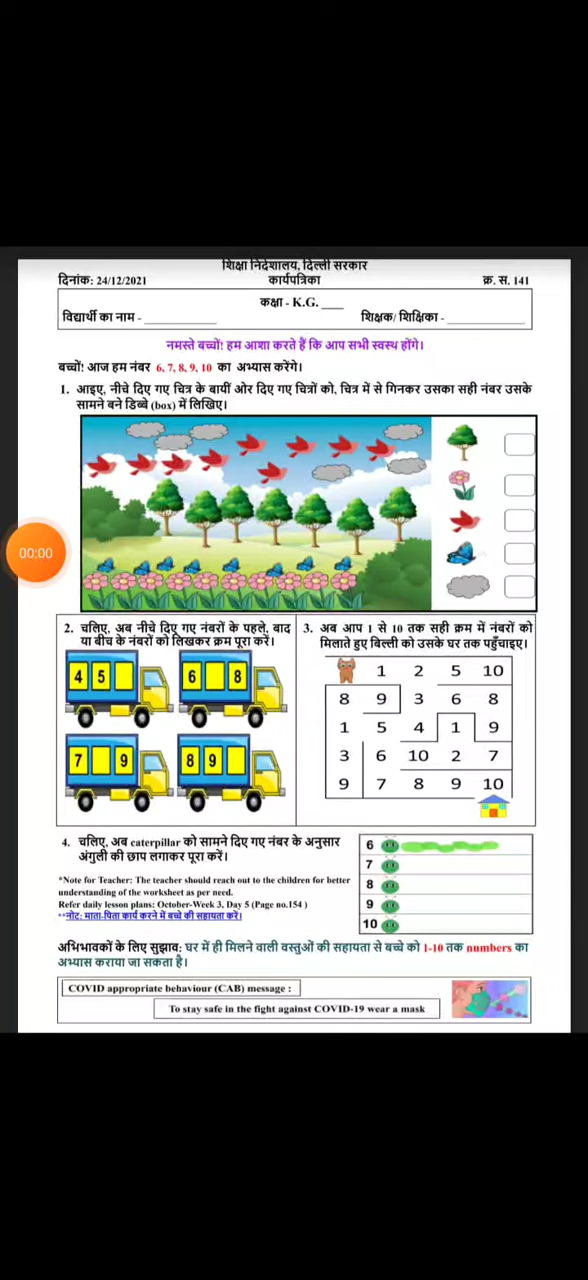 शिक्षा निदेशालय, दिल्ली सरकार
दिनांक: 24/12/2021 कार्यपत्रिका क्र. स. 141
कक्षा - K.G. ____
विद्यार्थी का नाम - ____________ शिक्षक/ शिक्षिका - ____________
नमस्ते बच्चों! हम आशा करते हैं कि आप सभी स्वस्थ होंगे।
बच्चों! आज हम नंबर 6, 7, 8, 9, 10 का अभ्यास करेंगे।
1. आइए, नीचे दिए गए चित्र के बायीं ओर दिए गए चित्रों को, चित्र में से गिनकर उसका सही नंबर उसके
सामने बने डिब्बे (box) में लिखिए।
00:00
2. चलिए, अब नीचे दिए गए नंबरों के पहले, बाद
या बीच के नंबरों को लिखकर क्रम पूरा करें।
4 5
6 8
7 9
8 9
3. अब आप 1 से 10 तक सही क्रम में नंबरों को
मिलाते हुए बिल्ली को उसके घर तक पहुँचाइए।
1 2 5 10
8 9 3 6 8
1 5 4 1 9
3 6 10 2 7
9 7 8 9 10
4. चलिए, अब caterpillar को सामने दिए गए नंबर के अनुसार
अंगुली की छाप लगाकर पूरा करें।
6
7
8
9
10
*Note for Teacher: The teacher should reach out to the children for better
understanding of the worksheet as per need.
Refer daily lesson plans: October-Week 3, Day 5 (Page no.154 )
**नोट: माता-पिता कार्य करने में बच्चे की सहायता करें।
अभिभावकों के लिए सुझाव: घर में ही मिलने वाली वस्तुओं की सहायता से बच्चे को 1-10 तक numbers का
अभ्यास कराया जा सकता है।
COVID appropriate behaviour (CAB) message :
To stay safe in the fight against COVID-19 wear a mask